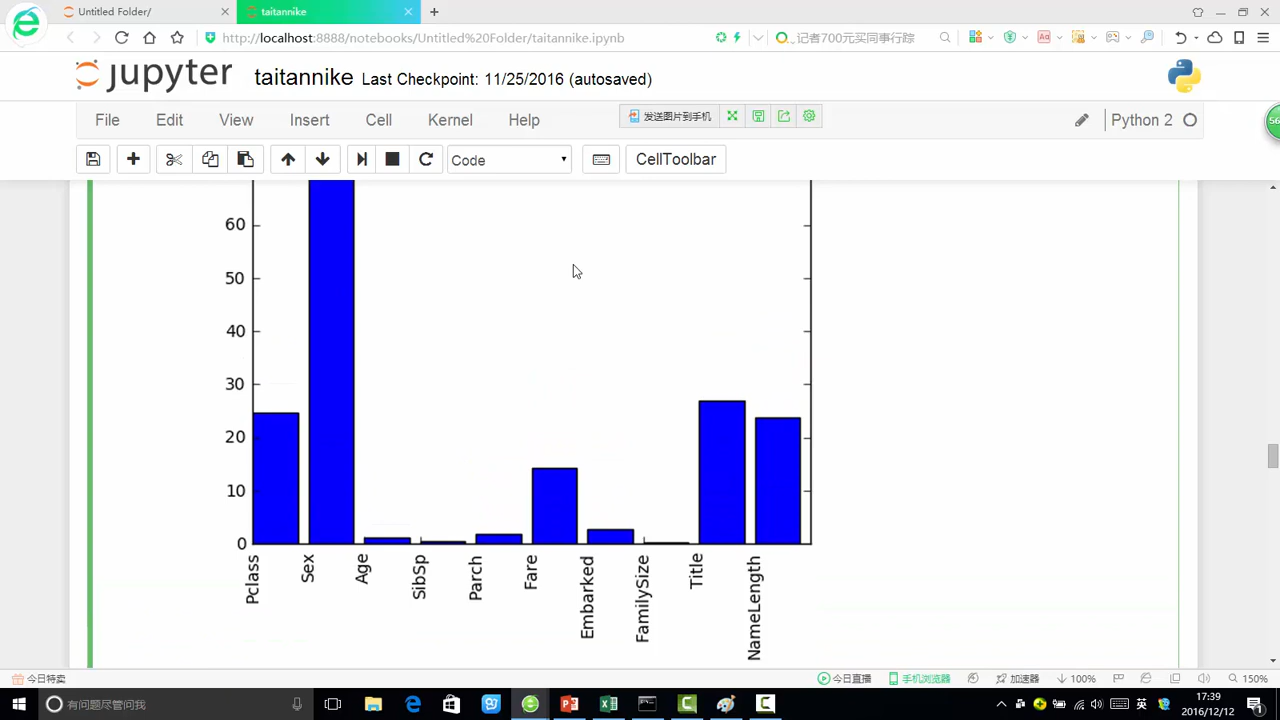 Untitled Folder/
taitannike
http://localhost:8888/notebooks/Untitled%20Folder/taitannike.ipynb
记者700元买同事行踪
jupyter taitannike Last Checkpoint: 11/25/2016 (autosaved)
File Edit View Insert Cell Kernel Help
发送图片到手机
Python 2
56
Code
CellToolbar
60
50
40
30
20
10
0
Pclass
Sex
Age
SibSp
Parch
Fare
Embarked
FamilySize
Title
NameLength
今日特卖
今日直播 手机浏览器 加速器 100% 150%
有问题尽管问我
英
17:39
2016/12/12